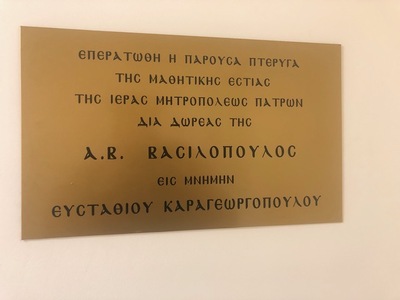 ΕΠΕΡΑΤΩΘΗ Η ΠΑΡΟΥϹΑ ΠΤΕΡΥΓΑ
ΤΗϹ ΜΑΘΗΤΙΚΗϹ ΕϹΤΙΑϹ
ΤΗϹ ΙΕΡΑϹ ΜΗΤΡΟΠΟΛΕΩϹ ΠΑΤΡΩΝ
ΔΙΑ ΔΩΡΕΑϹ ΤΗϹ
Α.Β. ΒΑϹΙΛΟΠΟΥΛΟϹ
ΕΙϹ ΜΝΗΜΗΝ
ΕΥϹΤΑΘΙΟΥ ΚΑΡΑΓΕΩΡΓΟΠΟΥΛΟΥ